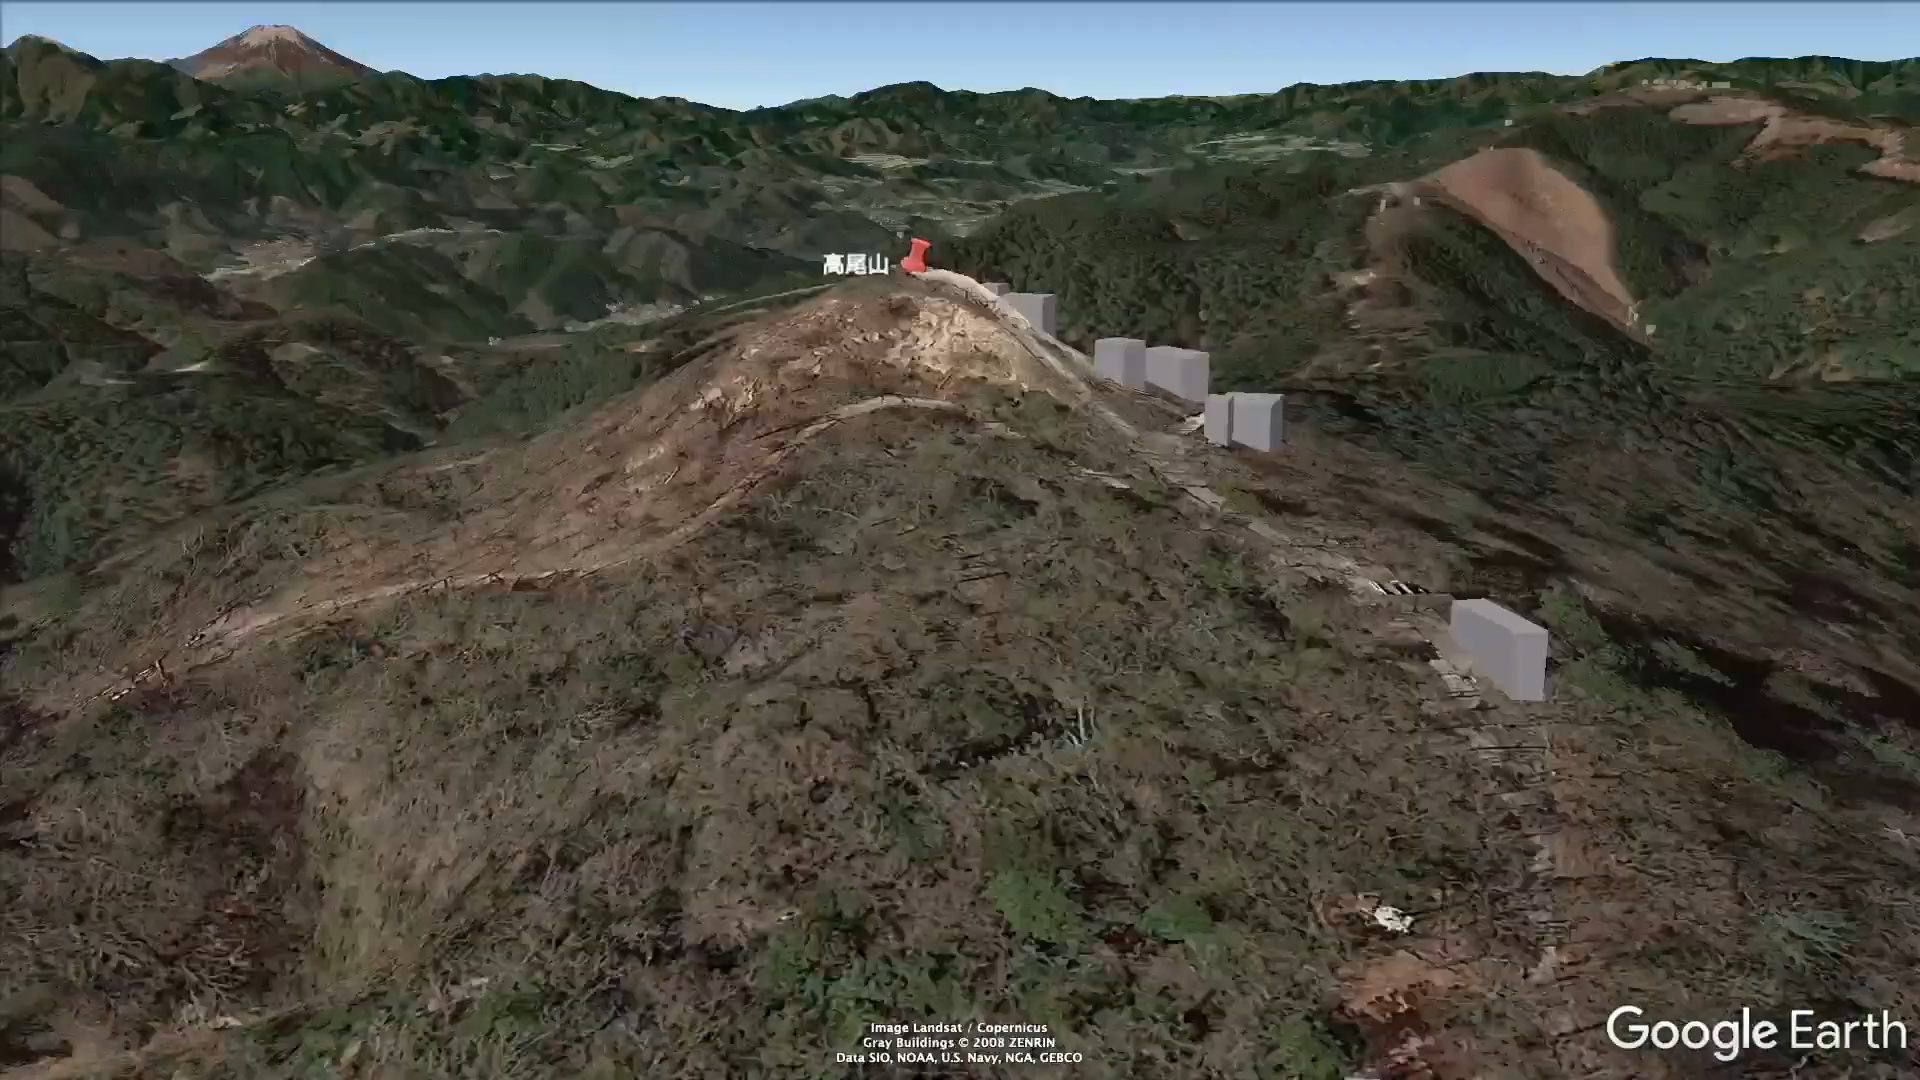 高尾山
Image Landsat / Copernicus
Gray Buildings © 2008 ZENRIN
Data SIO, NOAA, U.S. Navy, NGA, GEBCO
Google Earth